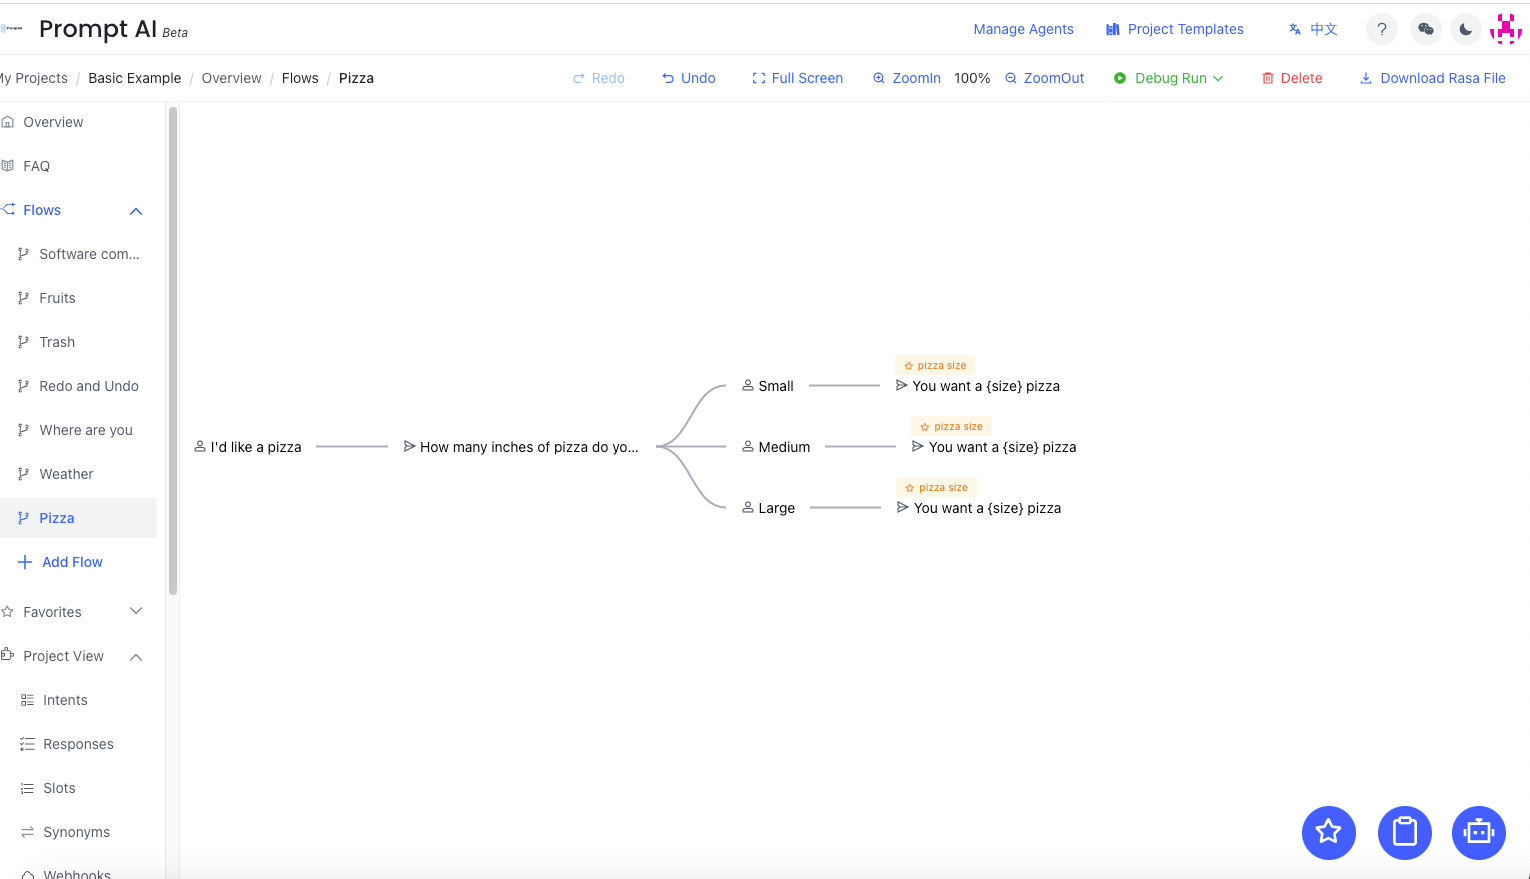 Prompt AI Beta
Manage Agents
Project Templates
中文
?
My Projects / Basic Example / Overview / Flows / Pizza
Redo
Undo
Full Screen
ZoomIn
100%
ZoomOut
Debug Run
Delete
Download Rasa File
Overview
FAQ
Flows
Software com...
Fruits
Trash
Redo and Undo
Where are you
Weather
Pizza
Add Flow
Favorites
Project View
Intents
Responses
Slots
Synonyms
Webhooks
I'd like a pizza
How many inches of pizza do yo...
Small
pizza size
You want a {size} pizza
Medium
pizza size
You want a {size} pizza
Large
pizza size
You want a {size} pizza